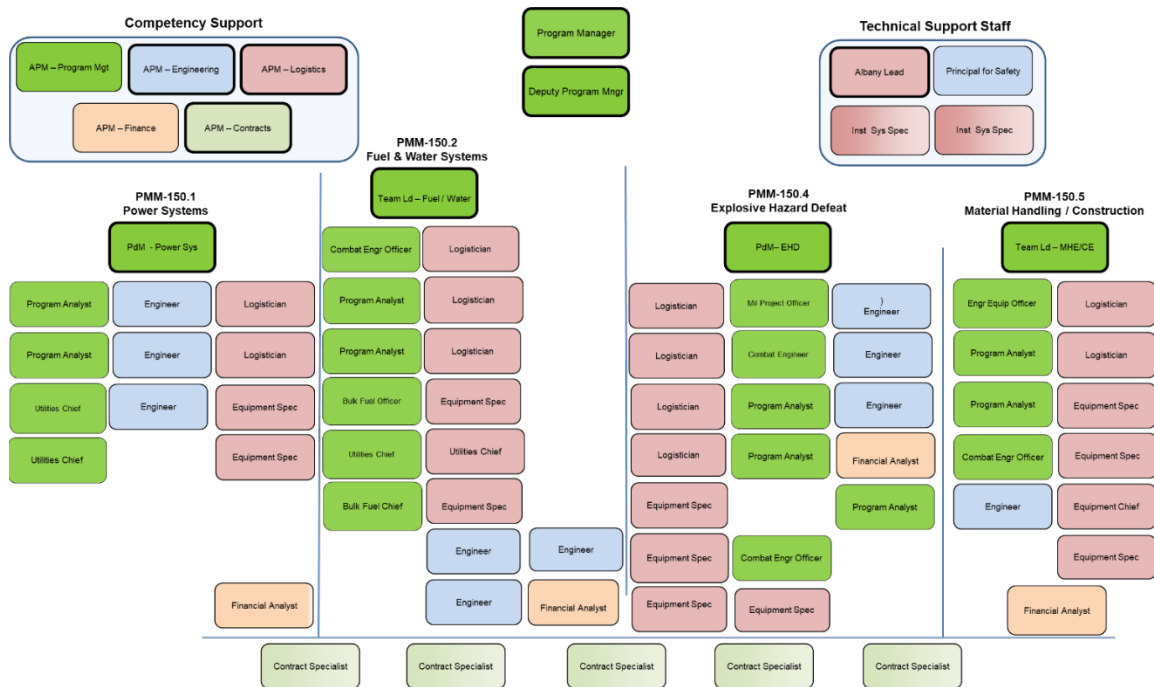 Competency Support
APM – Program Mgt
APM – Engineering
APM – Logistics
APM – Finance
APM – Contracts
Program Manager
Deputy Program Mngr
Technical Support Staff
Albany Lead
Principal for Safety
Inst Sys Spec
Inst Sys Spec
PMM-150.1
Power Systems
PdM - Power Sys
Program Analyst
Engineer
Logistician
Program Analyst
Engineer
Logistician
Utilities Chief
Engineer
Equipment Spec
Utilities Chief
Equipment Spec
Financial Analyst
PMM-150.2
Fuel & Water Systems
Team Ld – Fuel / Water
Combat Engr Officer
Logistician
Program Analyst
Logistician
Program Analyst
Logistician
Bulk Fuel Officer
Equipment Spec
Utilities Chief
Utilities Chief
Bulk Fuel Chief
Equipment Spec
Engineer
Engineer
Engineer
Financial Analyst
PMM-150.4
Explosive Hazard Defeat
PdM– EHD
Logistician
Mil Project Officer
)
Engineer
Logistician
Combat Engineer
Engineer
Logistician
Program Analyst
Engineer
Logistician
Program Analyst
Financial Analyst
Equipment Spec
Program Analyst
Equipment Spec
Combat Engr Officer
Equipment Spec
Equipment Spec
PMM-150.5
Material Handling / Construction
Team Ld – MHE/CE
Engr Equip Officer
Logistician
Program Analyst
Logistician
Program Analyst
Equipment Spec
Combat Engr Officer
Equipment Spec
Engineer
Equipment Chief
Equipment Spec
Financial Analyst
Contract Specialist
Contract Specialist
Contract Specialist
Contract Specialist
Contract Specialist